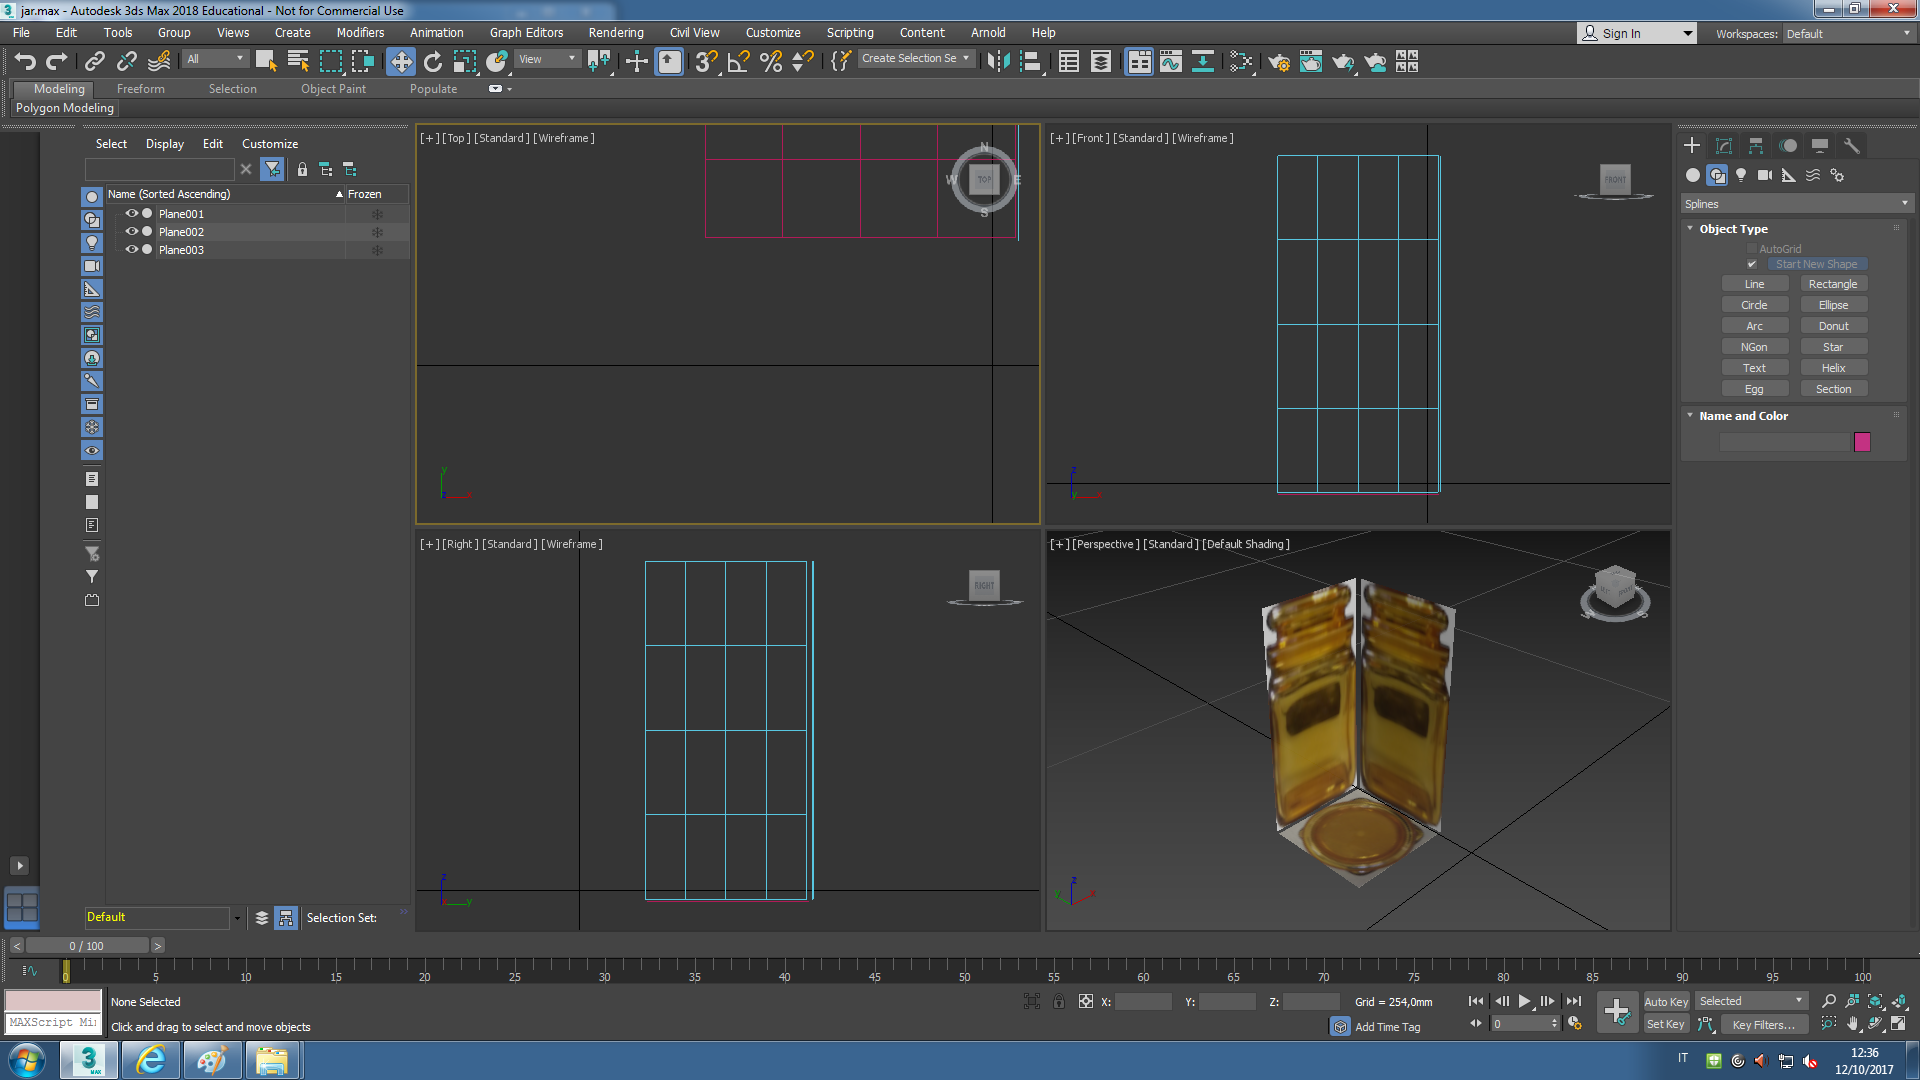 jar.max - Autodesk 3ds Max 2018 Educational - Not for Commercial Use
File Edit Tools Group Views Create Modifiers Animation Graph Editors Rendering Civil View Customize Scripting Content Arnold Help
Sign In
Workspaces: Default
All
View
Create Selection Se
Modeling Freeform Selection Object Paint Populate
Polygon Modeling
Select Display Edit Customize
Name (Sorted Ascending) Frozen
Plane001
Plane002
Plane003
Default
Selection Set:
[+] [Top ] [Standard ] [Wireframe ]
N
W TOP E
S
y
[+] [Front ] [Standard ] [Wireframe ]
FRONT
z
y
[+] [Right ] [Standard ] [Wireframe ]
RIGHT
z
y
[+] [Perspective ] [Standard ] [Default Shading ]
z
y x
Splines
Object Type
AutoGrid
Start New Shape
Line Rectangle
Circle Ellipse
Arc Donut
NGon Star
Text Helix
Egg Section
Name and Color
< 0 / 100 >
0 5 10 15 20 25 30 35 40 45 50 55 60 65 70 75 80 85 90 95 100
None Selected
X: Y: Z: Grid = 254,0mm
Auto Key Selected
MAXScript Mi
Click and drag to select and move objects
Add Time Tag
0
Set Key Key Filters...
3 MAX
IT
12:36
12/10/2017